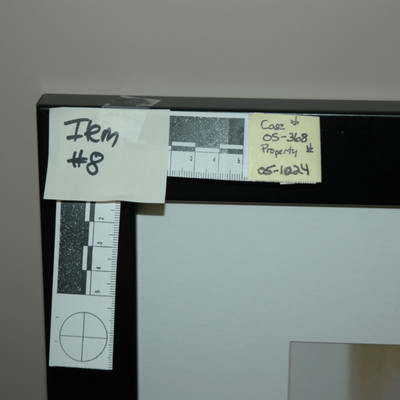 Item
#8
Case #
05-368
Property #
05-1024